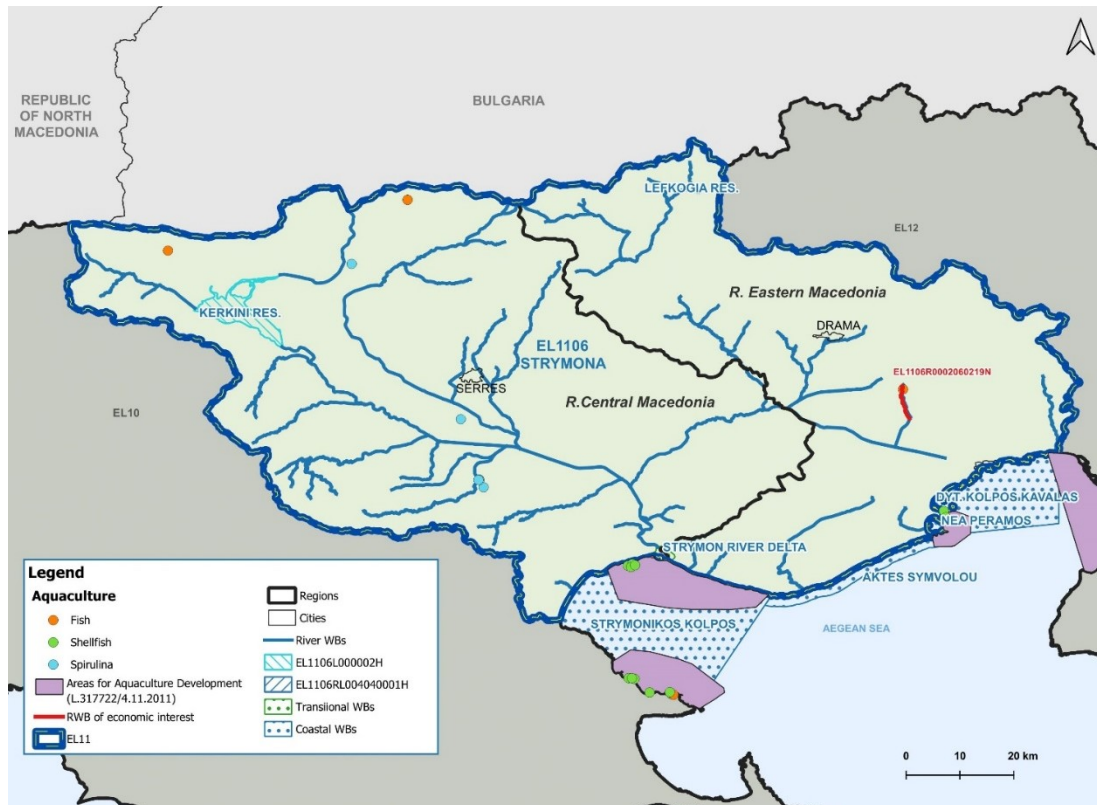 REPUBLIC
OF NORTH
MACEDONIA
BULGARIA
LEFKOGIA RES.
EL12
KERKINI RES.
R. Eastern Macedonia
DRAMA
EL1106
STRYMONA
SERRES
EL1106R0002060219N
R.Central Macedonia
EL10
DYT. KOLPOS KAVALAS
NEA PERAMOS
STRYMON RIVER DELTA
AKTES SYMVOLOU
STRYMONIKOS KOLPOS
AEGEAN SEA
Legend
Aquaculture
Fish
Shellfish
Spirulina
Areas for Aquaculture Development
(L.317722/4.11.2011)
RWB of economic interest
EL11
Regions
Cities
River WBs
EL1106L000002H
EL1106RL004040001H
Transiional WBs
Coastal WBs
0 10 20 km